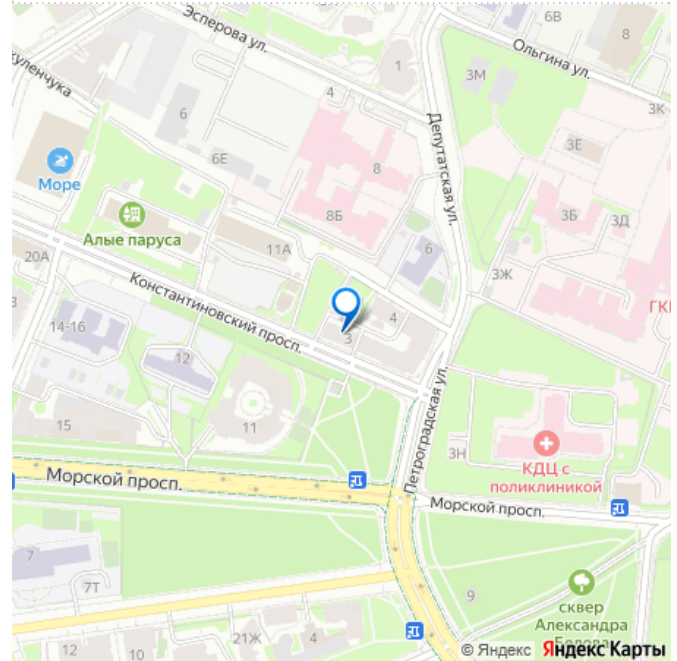 Эсперова ул.
6В
8
Ольгина ул.
1
3М
3К
4
Депутатская ул.
6
3Е
6Е
8
Море
3Б
3Д
Алые паруса
8Б
11А
6
3Ж
20А
Константиновский просп.
4
3
14-16
12
Петроградская ул.
15
11
3Н
КДЦ с
поликлиникой
Морской просп.
Морской просп.
7
7Т
9
сквер
Александра
21Ж
4
10
12
© Яндекс Яндекс Карты